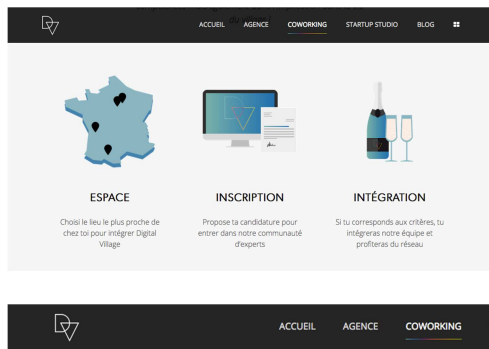 ACCUEIL AGENCE COWORKING STARTUP STUDIO BLOG
ESPACE
Choisi le lieu le plus proche de
chez toi pour intégrer Digital
Village
INSCRIPTION
Propose ta candidature pour
entrer dans notre communauté
d'experts
INTÉGRATION
Si tu corresponds aux critères, tu
intégreras notre équipe et
profiteras du réseau
ACCUEIL AGENCE COWORKING